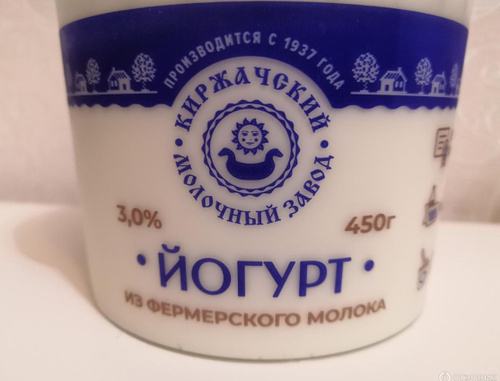 ПРОИЗВОДИТСЯ С 1937 ГОДА
КИРЖАЧСКИЙ
МОЛОЧНЫЙ ЗАВОД
3,0%
450г
• ЙОГУРТ •
ИЗ ФЕРМЕРСКОГО МОЛОКА